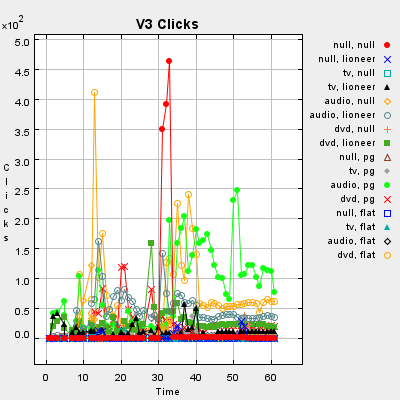 V3 Clicks
x10²
5.0
4.5
4.0
3.5
3.0
2.5
2.0
1.5
1.0
0.5
0.0
Clicks
0 10 20 30 40 50 60
Time
null, null
null, lioneer
tv, null
tv, lioneer
audio, null
audio, lioneer
dvd, null
dvd, lioneer
null, pg
tv, pg
audio, pg
dvd, pg
null, flat
tv, flat
audio, flat
dvd, flat